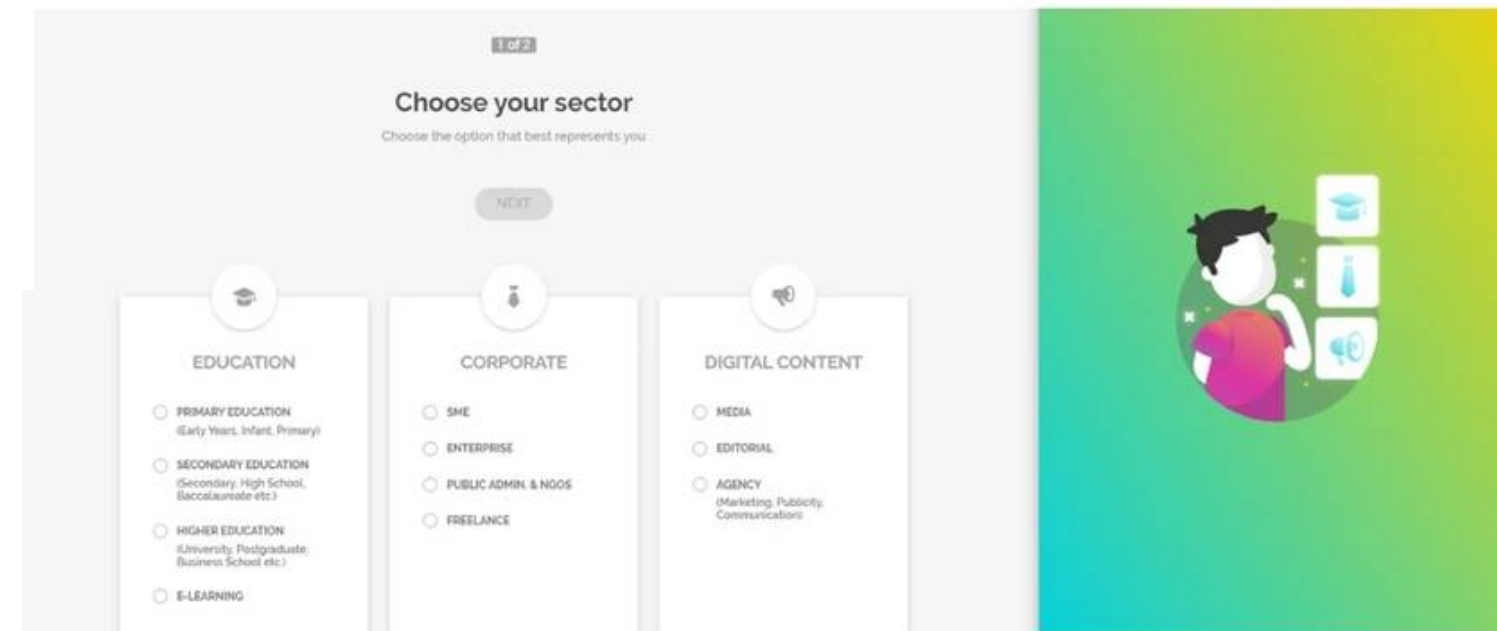 1 of 2
Choose your sector
Choose the option that best represents you
NEXT
EDUCATION
PRIMARY EDUCATION
(Early Years, Infant, Primary)
SECONDARY EDUCATION
(Secondary, High School,
Baccalaureate etc.)
HIGHER EDUCATION
(University, Postgraduate,
Business School etc.)
E-LEARNING
CORPORATE
SME
ENTERPRISE
PUBLIC ADMIN. & NGOS
FREELANCE
DIGITAL CONTENT
MEDIA
EDITORIAL
AGENCY
(Marketing, Publicity,
Communication)